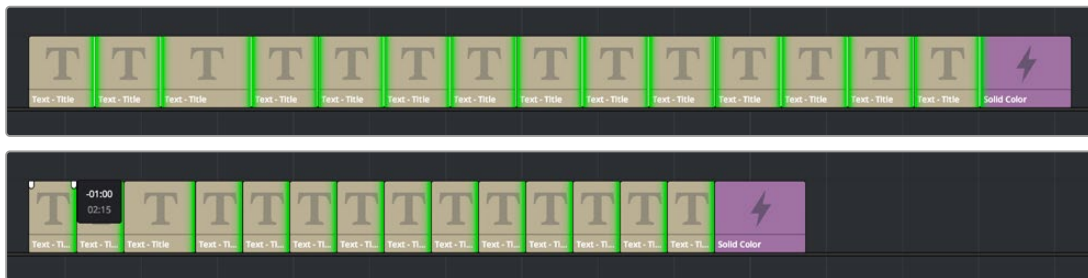 Text - Title Text - Title Text - Title Text - Title Text - Title Text - Title Text - Title Text - Title Text - Title Text - Title Text - Title Text - Title Text - Title Text - Title Solid Color
-01:00
02:15
Text - Ti... Text - Ti... Text - Title Text - Ti... Text - Ti... Text - Ti... Text - Ti... Text - Ti... Text - Ti... Text - Ti... Text - Ti... Text - Ti... Text - Ti... Text - Ti... Solid Color